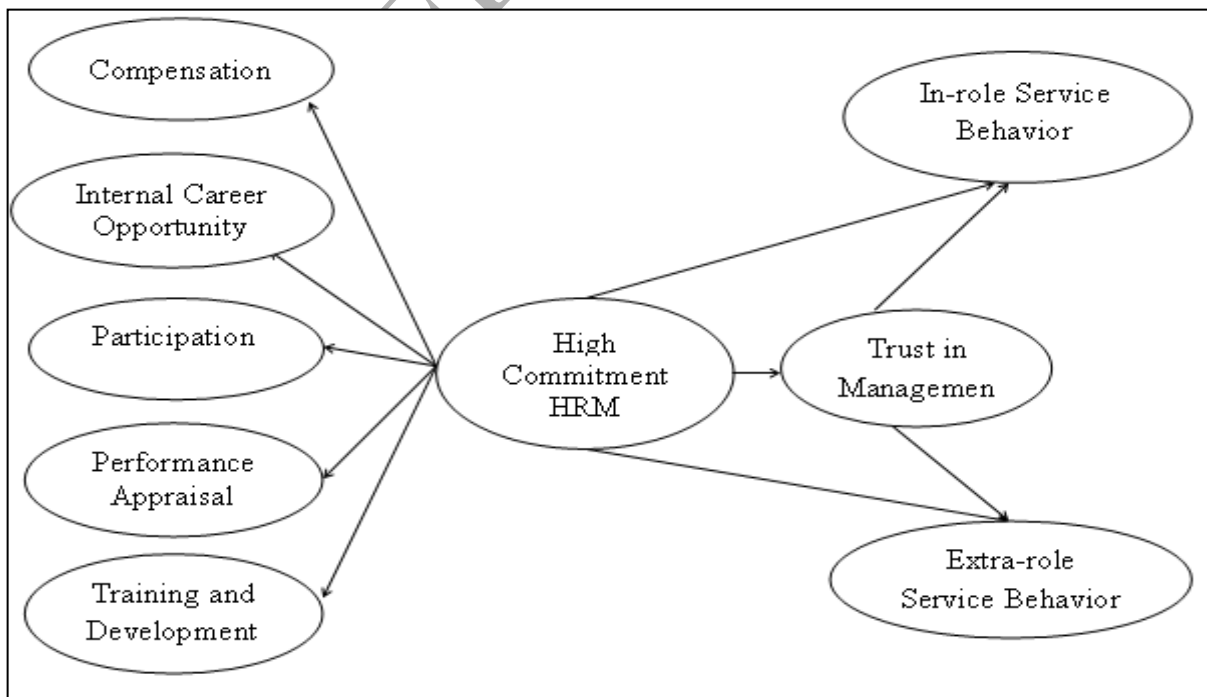 Compensation
Internal Career
Opportunity
Participation
Performance
Appraisal
Training and
Development
High
Commitment
HRM
Trust in
Managemen
In-role Service
Behavior
Extra-role
Service Behavior